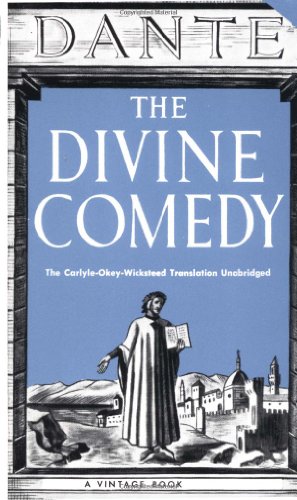 DANTE
THE
DIVINE
COMEDY
The Carlyle-Okey-Wicksteed Translation Unabridged
A VINTAGE BOOK